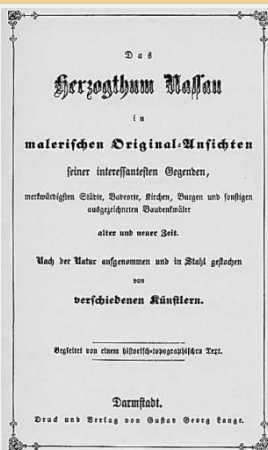 Das
Herzogthum Nassau
in
malerischen Original-Ansichten
seiner interessantesten Gegenden,
merkwürdigsten Städte, Badeorte, Kirchen, Burgen und sonstigen
ausgezeichneten Baudenkmäler
alter und neuer Zeit.
Nach der Natur aufgenommen und in Stahl gestochen
von
verschiedenen Künstlern.
Begleitet von einem historisch-topographischen Text.
Darmstadt.
Druck und Verlag von Gustav Georg Lange.